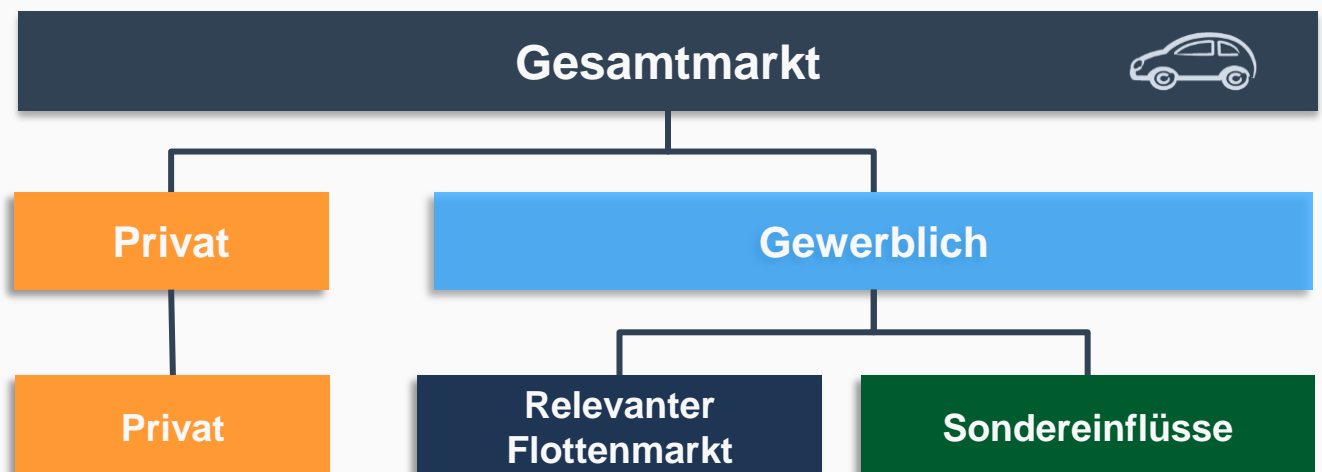 Gesamtmarkt
Privat
Gewerblich
Privat
Relevanter
Flottenmarkt
Sondereinflüsse